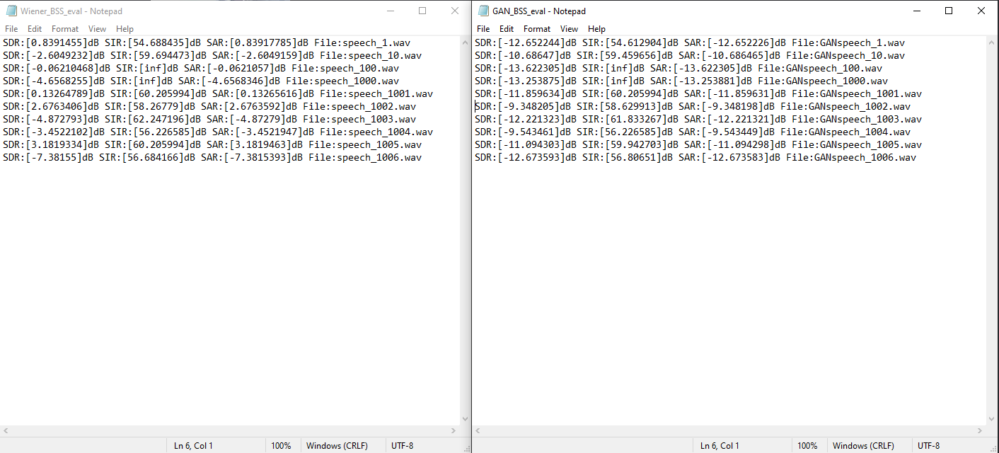 Wiener_BSS_eval - Notepad
File Edit Format View Help
SDR:[0.8391455]dB SIR:[54.688435]dB SAR:[0.83917785]dB File:speech_1.wav
SDR:[-2.6049232]dB SIR:[59.694473]dB SAR:[-2.6049159]dB File:speech_10.wav
SDR:[-0.06210468]dB SIR:[inf]dB SAR:[-0.0621057]dB File:speech_100.wav
SDR:[-4.6568255]dB SIR:[inf]dB SAR:[-4.6568346]dB File:speech_1000.wav
SDR:[0.13264789]dB SIR:[60.205994]dB SAR:[0.13265616]dB File:speech_1001.wav
SDR:[2.6763406]dB SIR:[58.26779]dB SAR:[2.6763592]dB File:speech_1002.wav
SDR:[-4.872793]dB SIR:[62.247196]dB SAR:[-4.87279]dB File:speech_1003.wav
SDR:[-3.4522102]dB SIR:[56.226585]dB SAR:[-3.4521947]dB File:speech_1004.wav
SDR:[3.1819334]dB SIR:[60.205994]dB SAR:[3.1819463]dB File:speech_1005.wav
SDR:[-7.38155]dB SIR:[56.684166]dB SAR:[-7.3815393]dB File:speech_1006.wav
Ln 6, Col 1 100% Windows (CRLF) UTF-8
GAN_BSS_eval - Notepad
File Edit Format View Help
SDR:[-12.652244]dB SIR:[54.612904]dB SAR:[-12.652226]dB File:GANspeech_1.wav
SDR:[-10.68647]dB SIR:[59.459656]dB SAR:[-10.686465]dB File:GANspeech_10.wav
SDR:[-13.622305]dB SIR:[inf]dB SAR:[-13.622305]dB File:GANspeech_100.wav
SDR:[-13.253875]dB SIR:[inf]dB SAR:[-13.253881]dB File:GANspeech_1000.wav
SDR:[-11.859634]dB SIR:[60.205994]dB SAR:[-11.859631]dB File:GANspeech_1001.wav
SDR:[-9.348205]dB SIR:[58.629913]dB SAR:[-9.348198]dB File:GANspeech_1002.wav
SDR:[-12.221323]dB SIR:[61.833267]dB SAR:[-12.221321]dB File:GANspeech_1003.wav
SDR:[-9.543461]dB SIR:[56.226585]dB SAR:[-9.543449]dB File:GANspeech_1004.wav
SDR:[-11.094303]dB SIR:[59.942703]dB SAR:[-11.094298]dB File:GANspeech_1005.wav
SDR:[-12.673593]dB SIR:[56.80651]dB SAR:[-12.673583]dB File:GANspeech_1006.wav
Ln 6, Col 1 100% Windows (CRLF) UTF-8